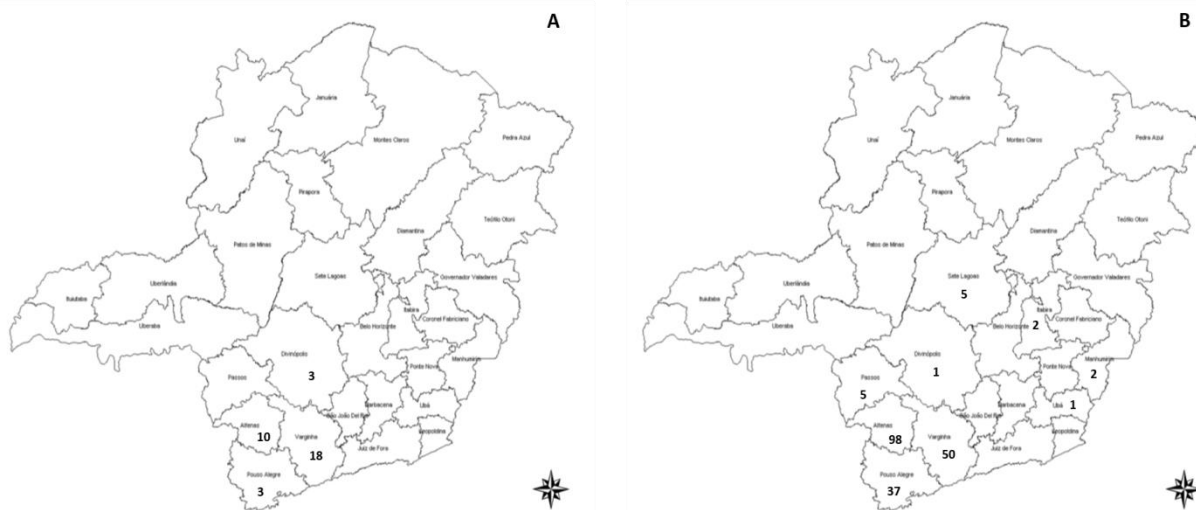 A
Januária
Unaí
Montes Claros
Pedra Azul
Pirapora
Teófilo Otoni
Diamantina
Patos de Minas
Sete Lagoas
Governador Valadares
Uberlândia
Ituiutaba
Itabira
Coronel Fabriciano
Uberaba
Belo Horizonte
Divinópolis
Manhumirim
Ponte Nova
3
Passos
Barbacena
Ubá
São João Del Rei
Alfenas
Leopoldina
10
Varginha
Juiz de Fora
18
Pouso Alegre
3
B
Januária
Unaí
Montes Claros
Pedra Azul
Pirapora
Teófilo Otoni
Diamantina
Patos de Minas
Sete Lagoas
Governador Valadares
5
Uberlândia
Ituiutaba
Itabira
Coronel Fabriciano
Uberaba
Belo Horizonte
2
Divinópolis
Manhumirim
Ponte Nova
1
2
Passos
5
Barbacena
Ubá
1
São João Del Rei
Alfenas
Leopoldina
98
Varginha
Juiz de Fora
50
Pouso Alegre
37